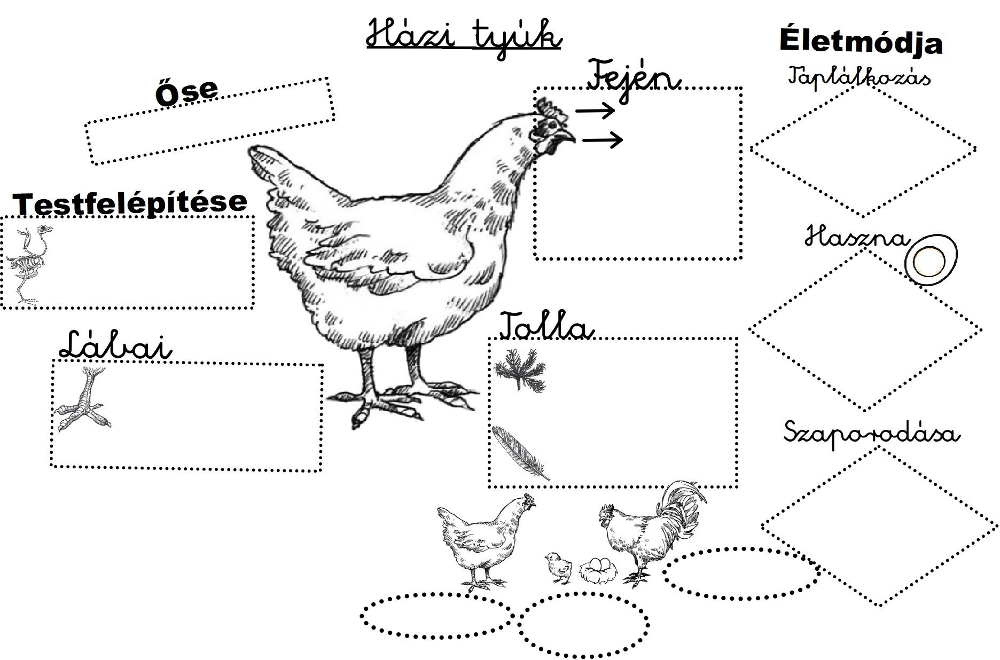 Házi tyúk
Őse
Fején
Életmódja
Táplálkozás
Testfelépítése
Haszna
Tolla
Lábai
Szaporodása